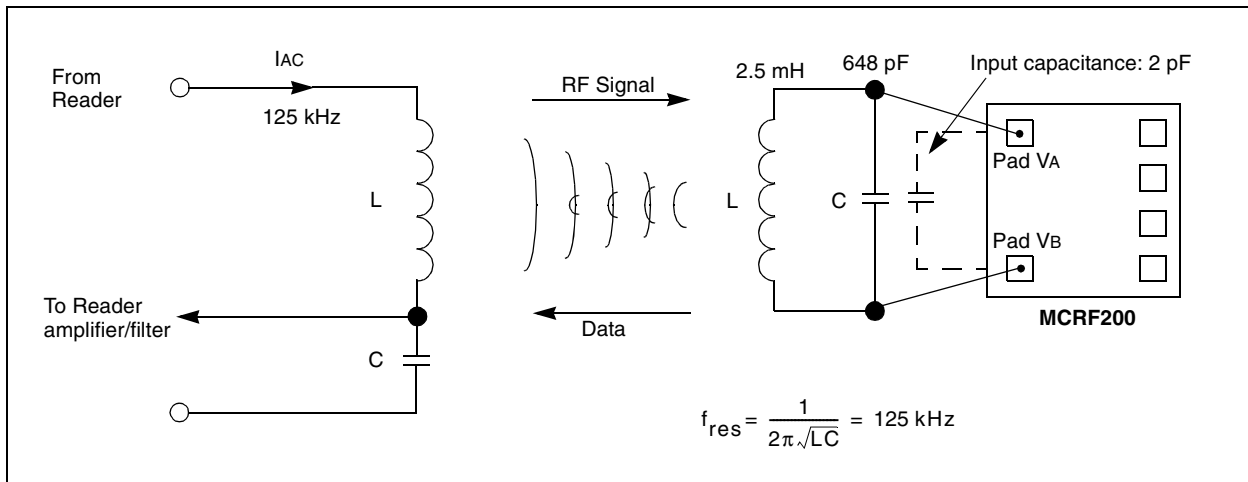 From
Reader
IAC
125 kHz
L
To Reader
amplifier/filter
C
RF Signal
Data
2.5 mH
648 pF
Input capacitance: 2 pF
L
C
Pad VA
Pad VB
MCRF200
f_res = 1 / 2π√LC = 125 kHz